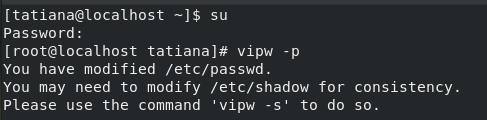 [tatiana@localhost ~]$ su
Password:
[root@localhost tatiana]# vipw -p
You have modified /etc/passwd.
You may need to modify /etc/shadow for consistency.
Please use the command 'vipw -s' to do so.